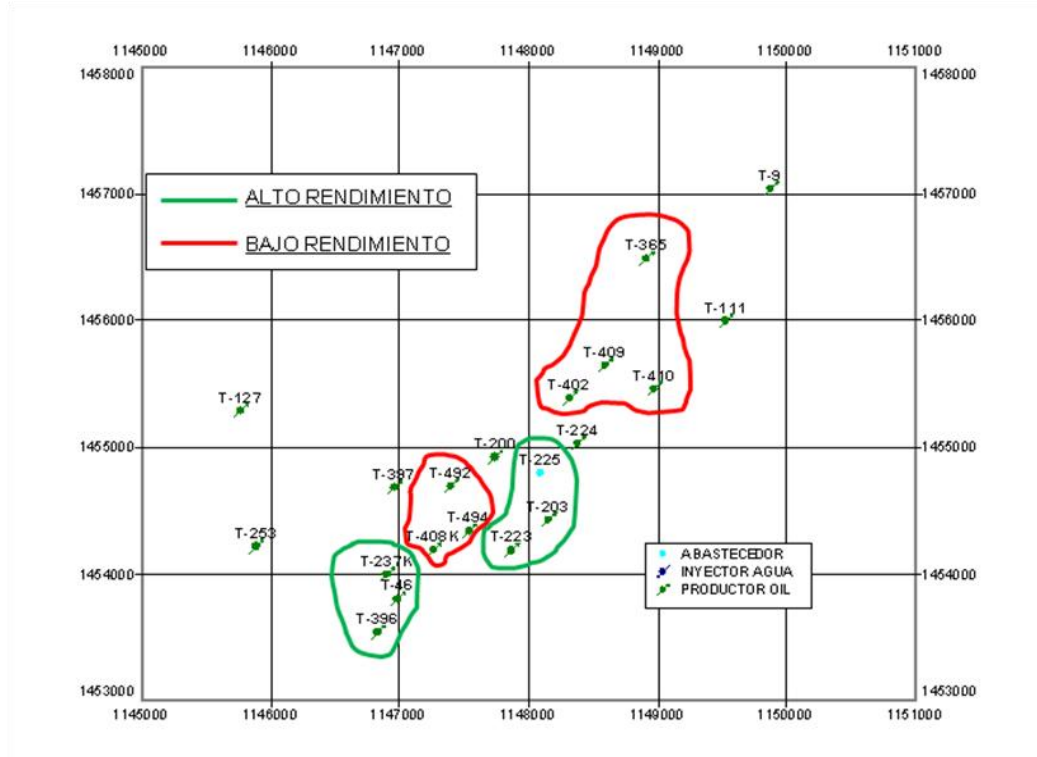 1145000 1146000 1147000 1148000 1149000 1150000 1151000
1458000 1458000
T-9
1457000 1457000
ALTO RENDIMIENTO
BAJO RENDIMIENTO
T-365
T-111
1456000 1456000
T-409
T-410
T-402
T-127
T-224
1455000 1455000
T-200
T-225
T-397 T-492
T-203
T-494
T-253 T-408K T-223
1454000 1454000
T-237K
T-46
T-396
ABASTECEDOR
INYECTOR AGUA
PRODUCTOR OIL
1453000 1453000
1145000 1146000 1147000 1148000 1149000 1150000 1151000